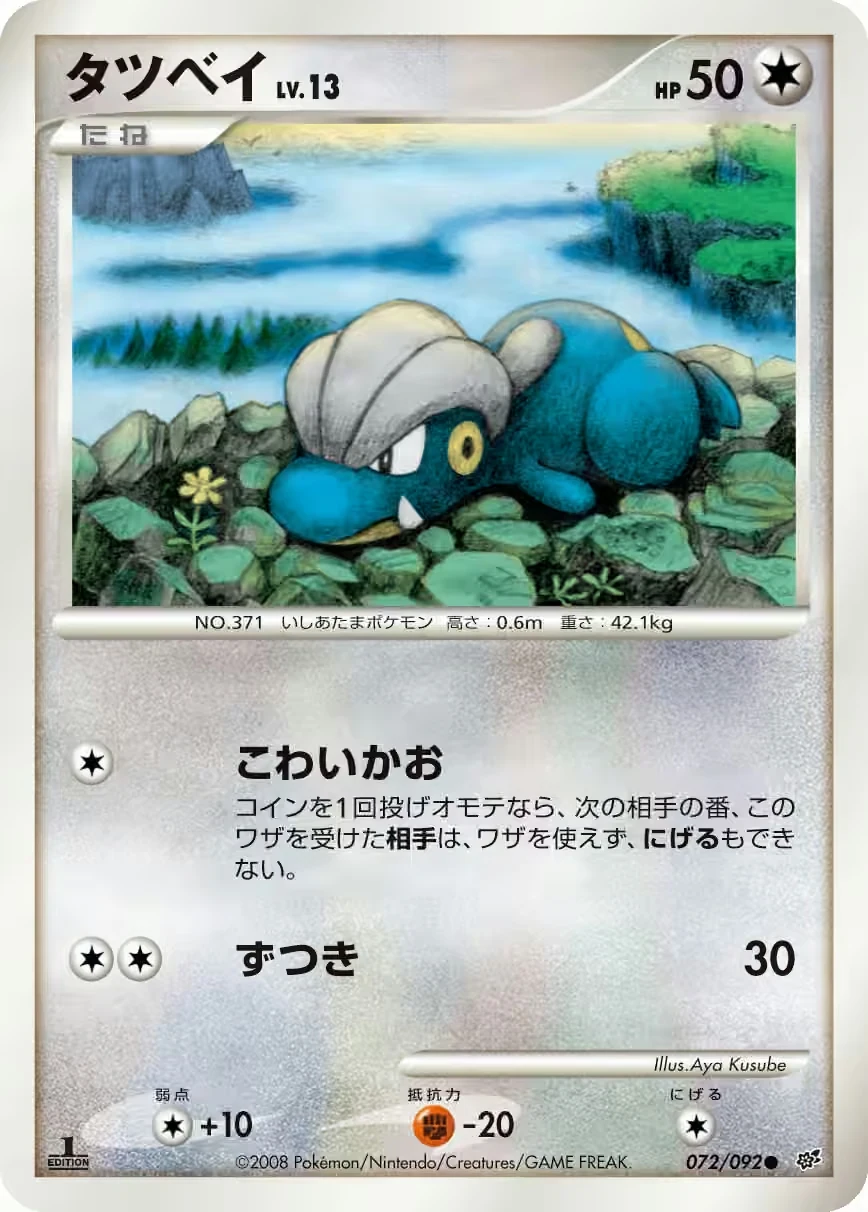 タツベイ LV.13 HP 50
たね
NO.371 いしあたまポケモン 高さ：0.6m 重さ：42.1kg
こわいかお
コインを1回投げオモテなら、次の相手の番、この
ワザを受けた相手は、ワザを使えず、にげるもでき
ない。
ずつき 30
Illus.Aya Kusube
弱点 抵抗力 にげる
+10 -20
1 EDITION
©2008 Pokémon/Nintendo/Creatures/GAME FREAK. 072/092●